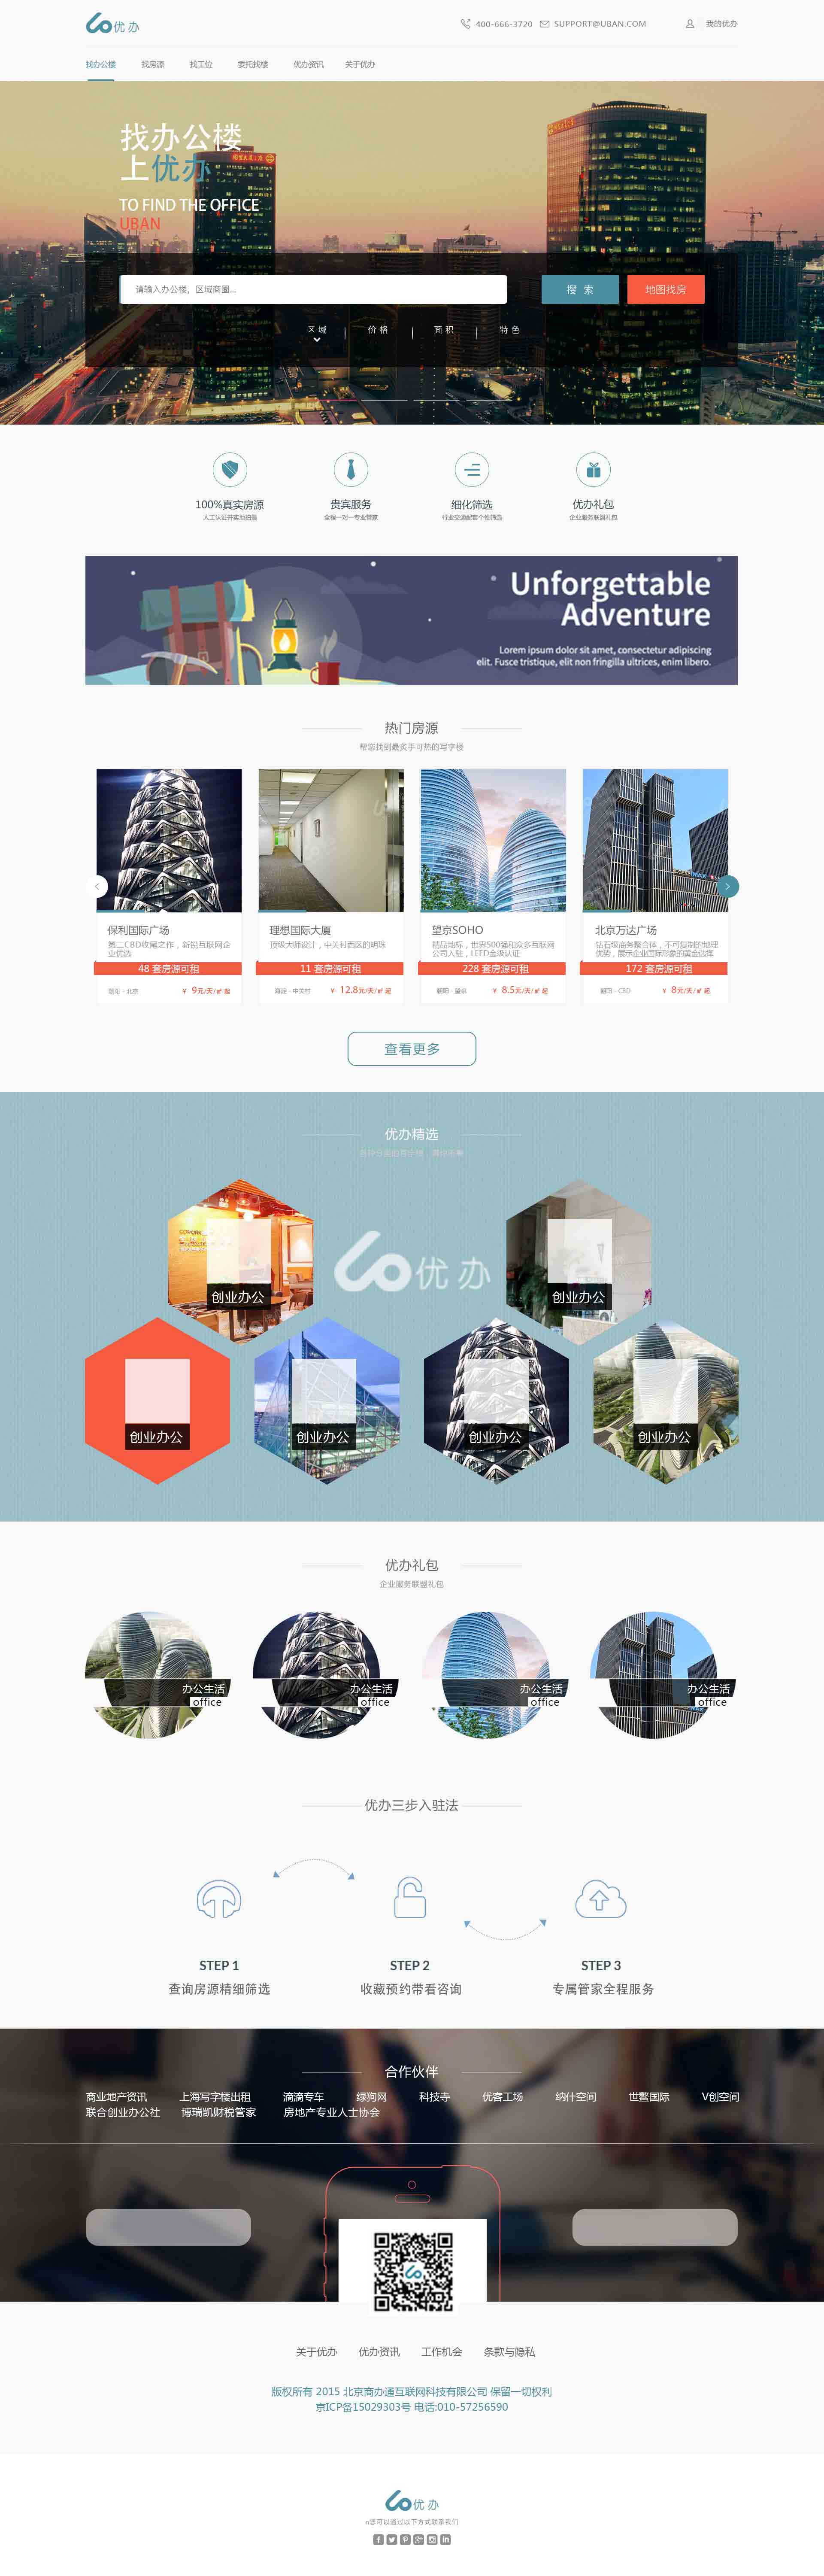 优办
400-666-3720
SUPPORT@UBAN.COM
我的优办
找办公楼 找房源 找工位 委托找楼 优办资讯 关于优办
找办公楼
上优办
TO FIND THE OFFICE
UBAN
请输入办公楼，区域商圈...
搜 索
地图找房
区域 价格 面积 特色
100%真实房源 贵宾服务 细化筛选 优办礼包
人工认证并实地拍摄 全程一对一专业管家 行业交通配套个性筛选 企业服务联盟礼包
Unforgettable
Adventure
Lorem ipsum dolor sit amet, consectetur adipiscing
elit. Fusce tristique, elit non fringilla ultrices, enim libero.
热门房源
帮您找到最炙手可热的写字楼
保利国际广场
第二CBD收尾之作，新锐互联网企
业优选
48 套房源可租
朝阳 - 北京
¥ 9元/天/㎡ 起
理想国际大厦
顶级大师设计，中关村西区的明珠
11 套房源可租
海淀 - 中关村
¥ 12.8元/天/㎡ 起
望京SOHO
精品地标，世界500强和众多互联网
公司入驻，LEED金级认证
228 套房源可租
朝阳 - 望京
¥ 8.5元/天/㎡ 起
北京万达广场
钻石级商务聚合体，不可复制的地理
优势，展示企业国际形象的黄金选择
172 套房源可租
朝阳 - CBD
¥ 8元/天/㎡ 起
查看更多
优办精选
优办
创业办公
创业办公
创业办公
创业办公
创业办公
创业办公
优办礼包
企业服务联盟礼包
办公生活
office
办公生活
office
办公生活
office
办公生活
office
优办三步入驻法
STEP 1
查询房源精细筛选
STEP 2
收藏预约带看咨询
STEP 3
专属管家全程服务
合作伙伴
商业地产资讯 上海写字楼出租 滴滴专车 绿狗网 科技寺 优客工场 纳什空间 世鳌国际 V创空间
联合创业办公社 博瑞凯财税管家 房地产专业人士协会
关于优办 优办资讯 工作机会 条款与隐私
版权所有 2015 北京商办通互联网科技有限公司 保留一切权利
京ICP备15029303号 电话:010-57256590
优办
n您可以通过以下方式联系我们